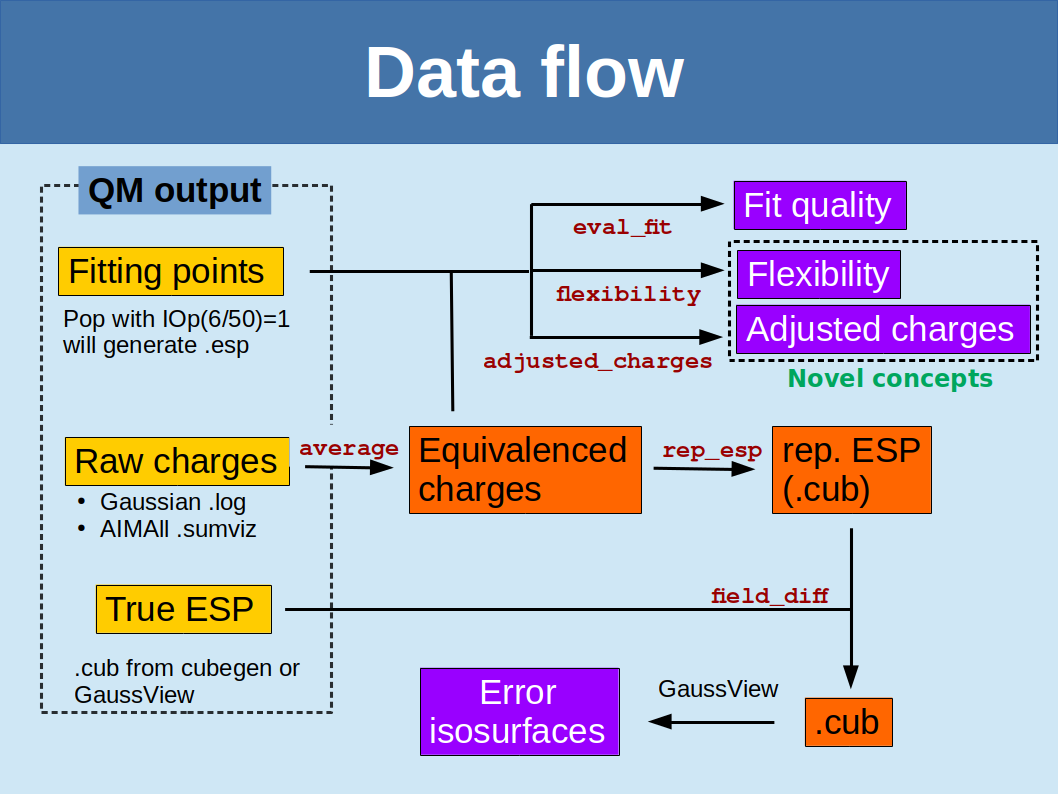 Data flow
QM output
Fitting points
Pop with IOp(6/50)=1
will generate .esp
eval_fit
Fit quality
flexibility
Flexibility
adjusted_charges
Adjusted charges
Novel concepts
Raw charges
• Gaussian .log
• AIMAll .sumviz
average
Equivalenced
charges
rep_esp
rep. ESP
(.cub)
True ESP
.cub from cubegen or
GaussView
field_diff
Error
isosurfaces
GaussView
.cub